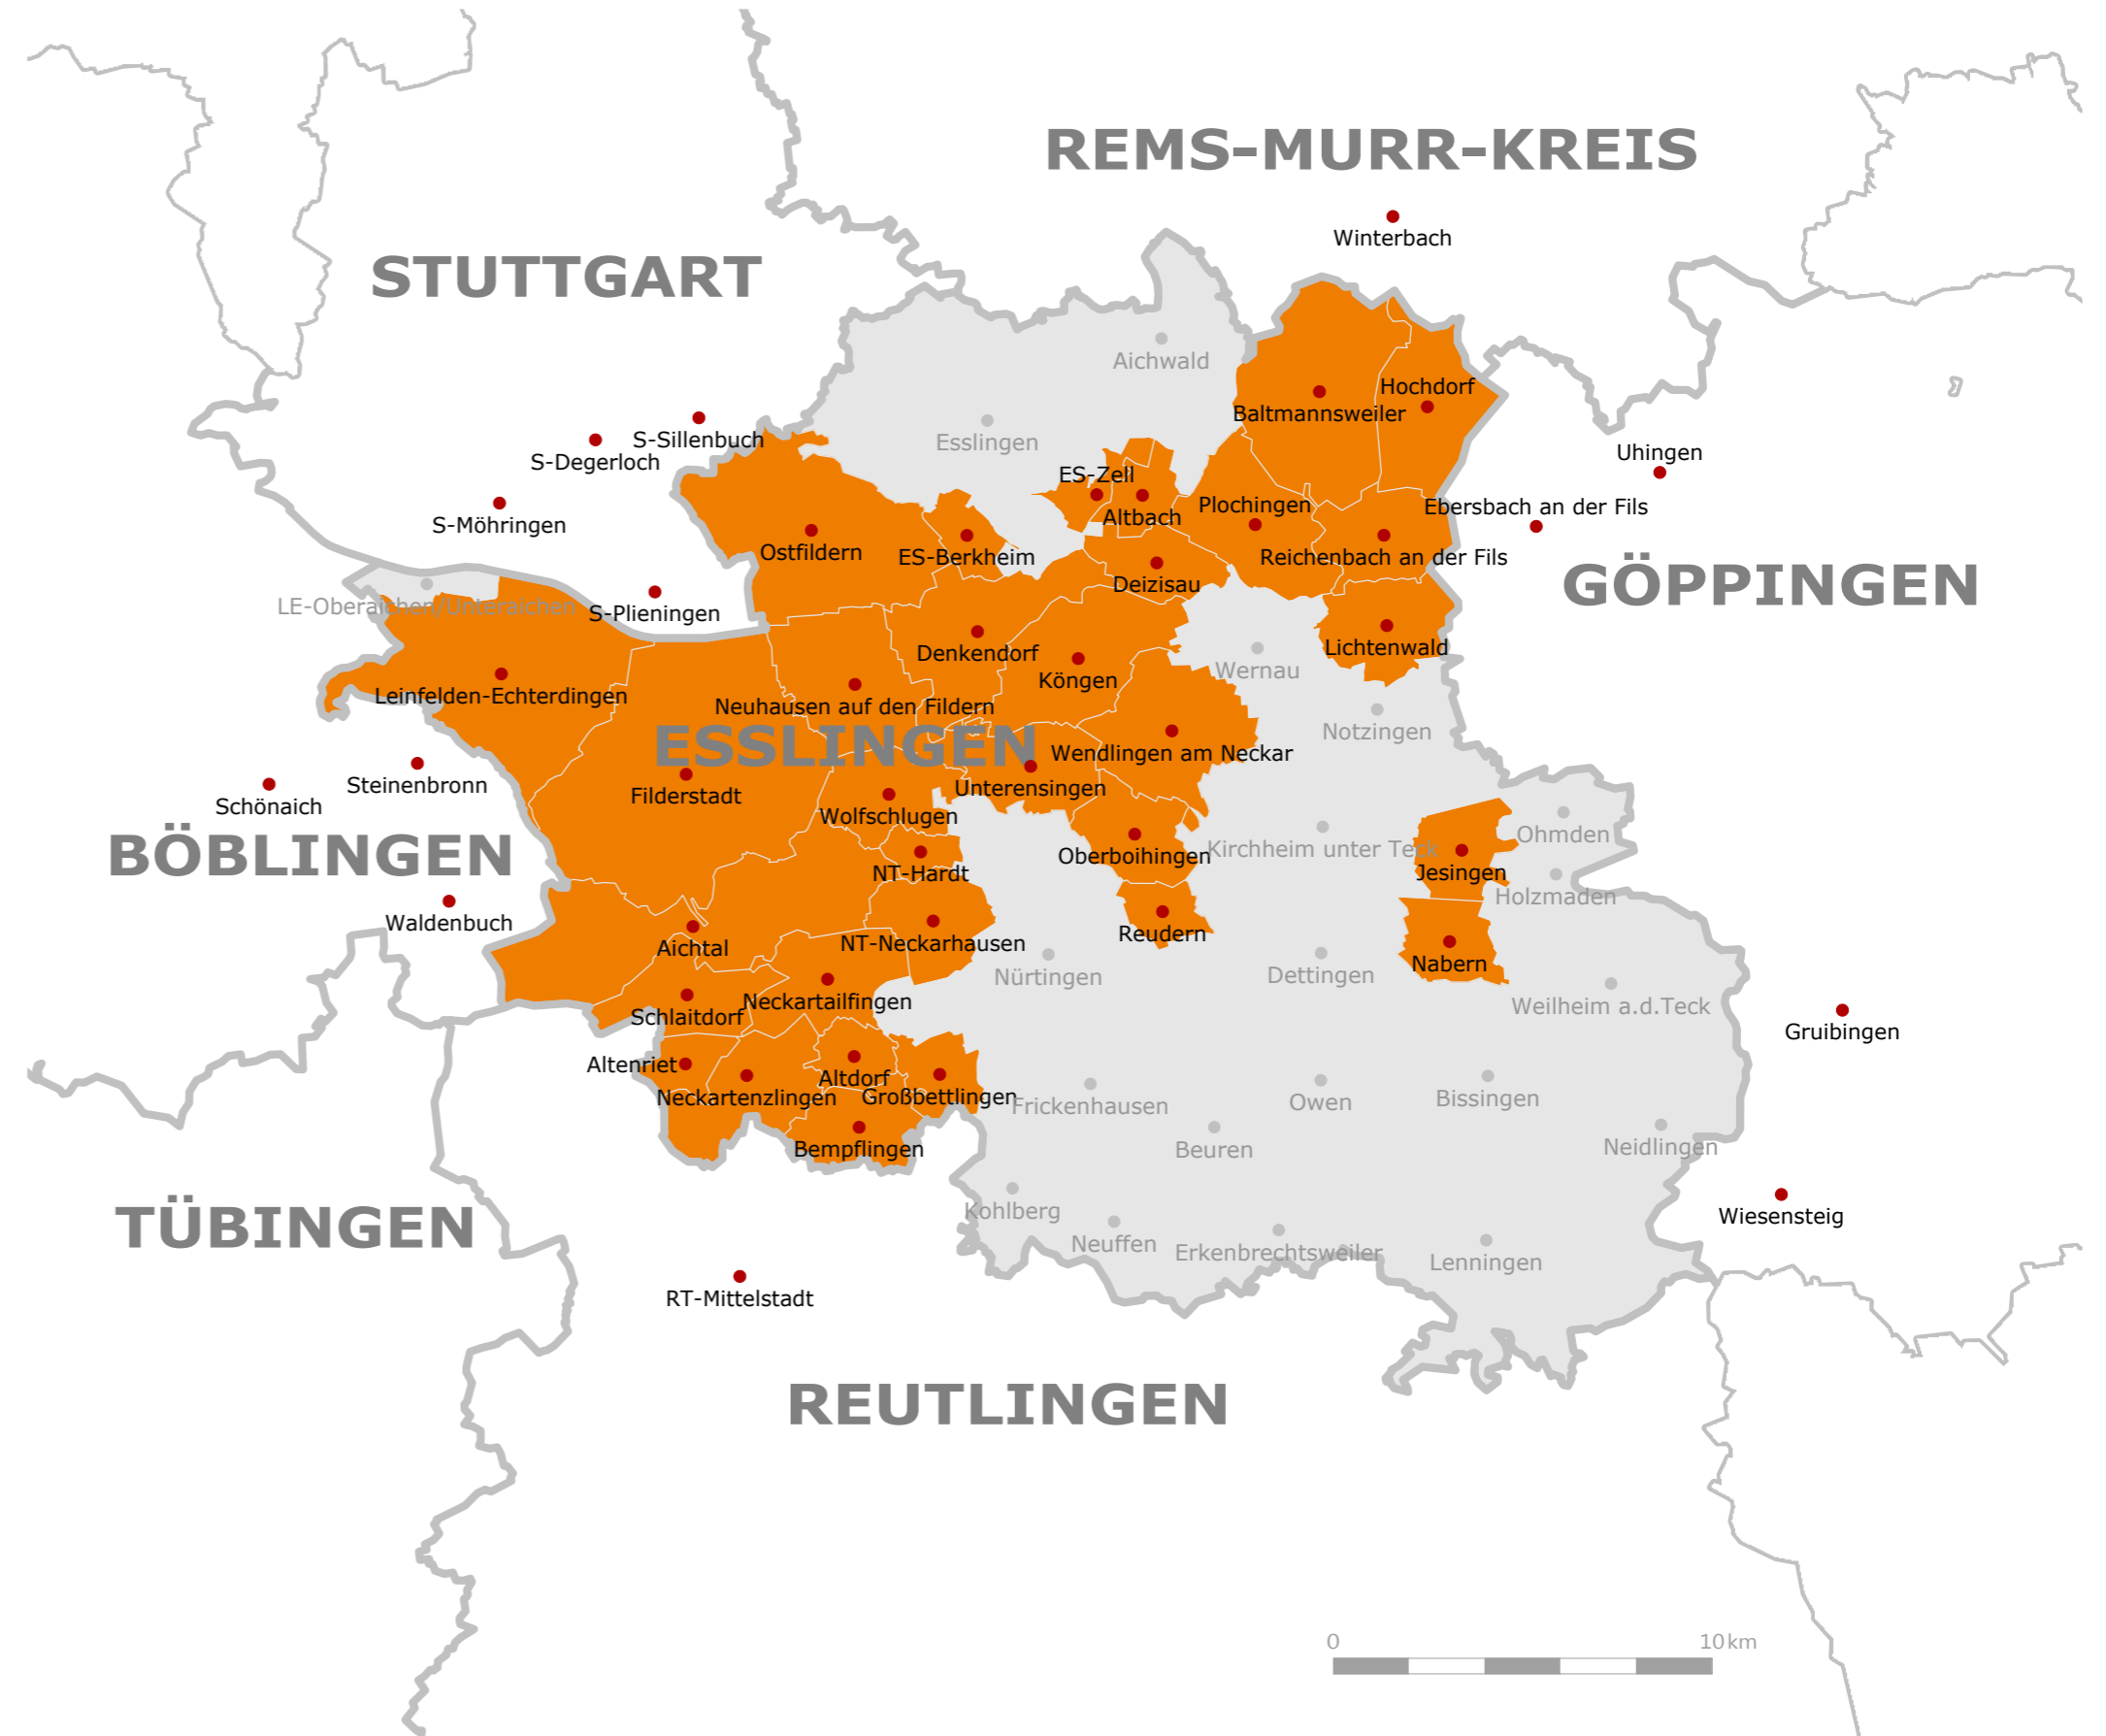 REMS-MURR-KREIS
Winterbach
STUTTGART
Aichwald
Hochdorf
Baltmannsweiler
S-Sillenbuch
Esslingen
S-Degerloch
Uhingen
ES-Zell
Plochingen
Ebersbach an der Fils
Altbach
S-Möhringen
Ostfildern
ES-Berkheim
Reichenbach an der Fils
Deizisau
GÖPPINGEN
LE-Oberaichen/Unteraichen
S-Plieningen
Denkendorf
Lichtenwald
Wernau
Köngen
Leinfelden-Echterdingen
Neuhausen auf den Fildern
Notzingen
ESSLINGEN
Wendlingen am Neckar
Steinenbronn
Unterensingen
Filderstadt
Schönaich
Wolfschlugen
Ohmden
BÖBLINGEN
Oberboihingen
Kirchheim unter Teck
NT-Hardt
Jesingen
Holzmaden
Waldenbuch
Reudern
Aichtal
NT-Neckarhausen
Nabern
Nürtingen
Dettingen
Neckartailfingen
Weilheim a.d.Teck
Schlaitdorf
Gruibingen
Altenriet
Altdorf
Neckartenzlingen
Großbettlingen
Frickenhausen
Owen
Bissingen
Bempflingen
Beuren
Neidlingen
Kohlberg
Wiesensteig
TÜBINGEN
Neuffen
Erkenbrechtsweiler
Lenningen
RT-Mittelstadt
REUTLINGEN
0 10km